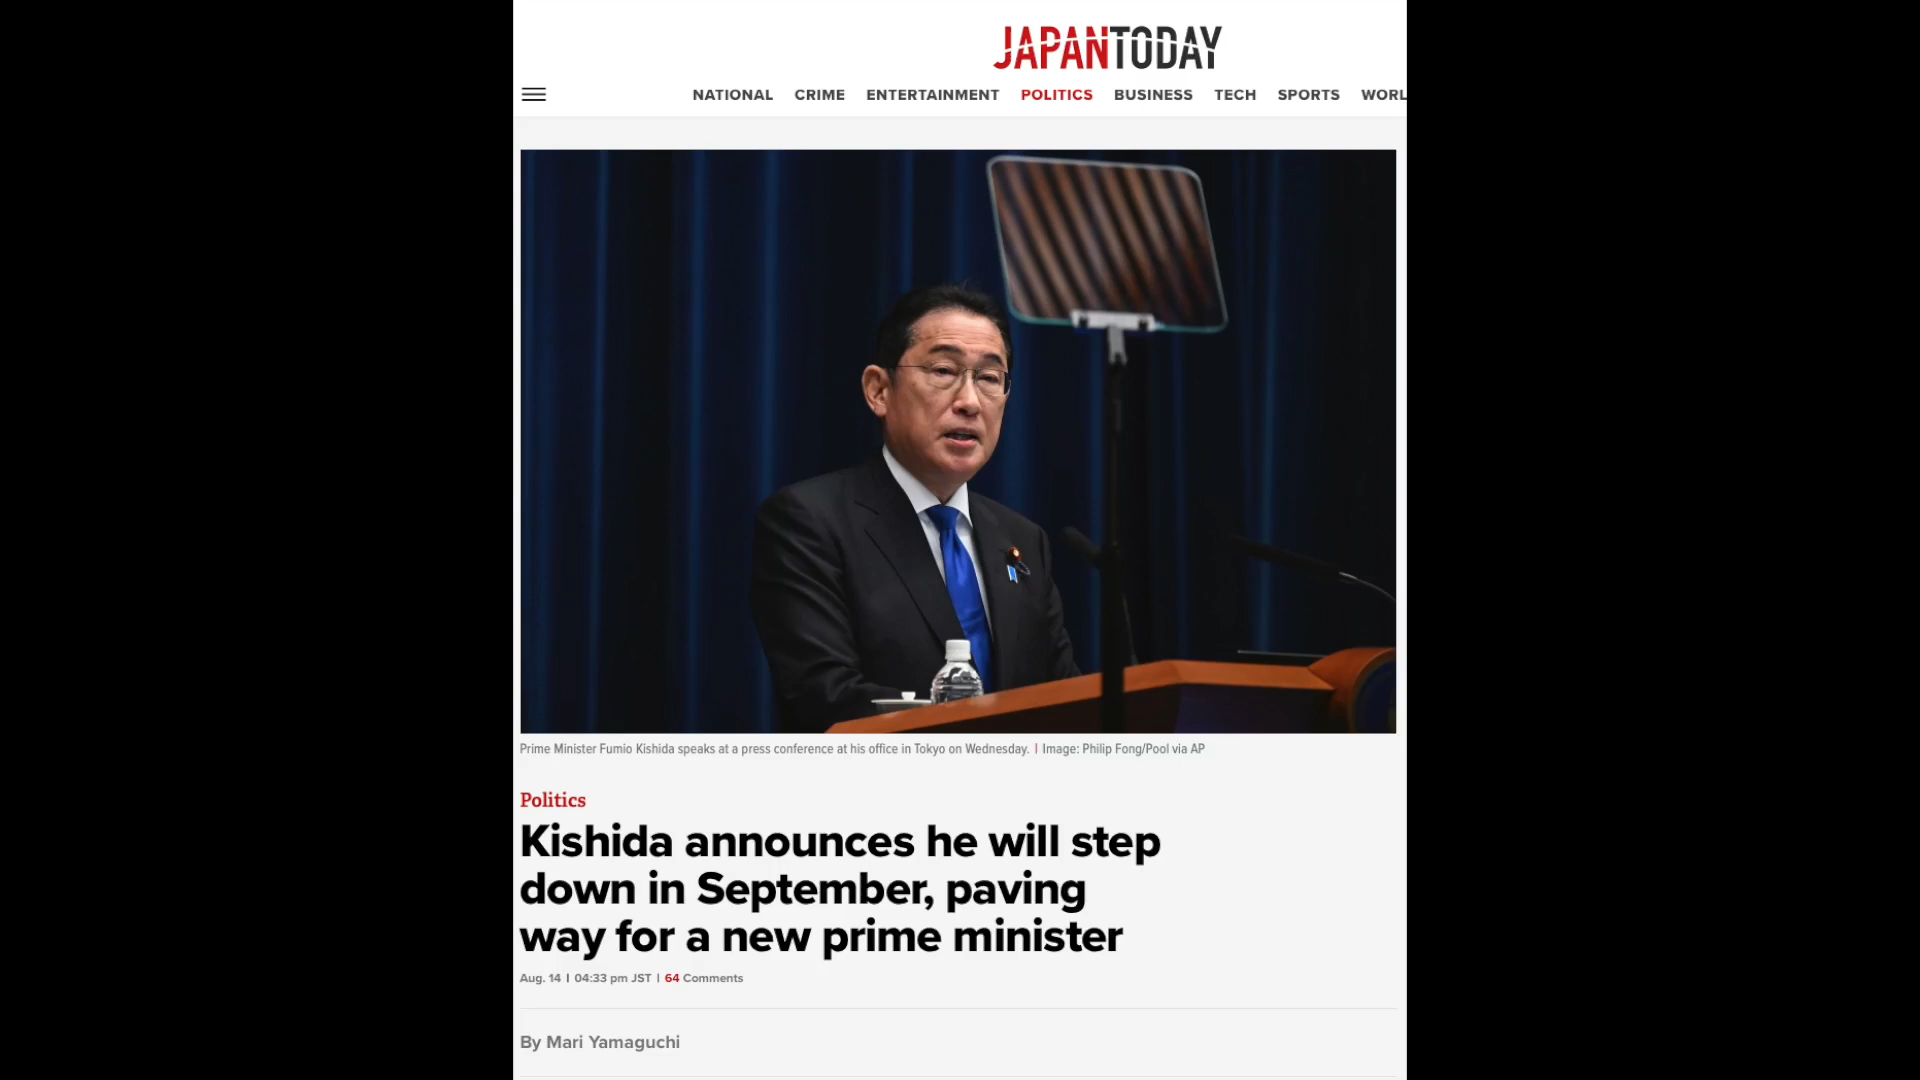 JAPANTODAY
NATIONAL CRIME ENTERTAINMENT POLITICS BUSINESS TECH SPORTS WORL
Prime Minister Fumio Kishida speaks at a press conference at his office in Tokyo on Wednesday. | Image: Philip Fong/Pool via AP
Politics
Kishida announces he will step
down in September, paving
way for a new prime minister
Aug. 14 | 04:33 pm JST | 64 Comments
By Mari Yamaguchi